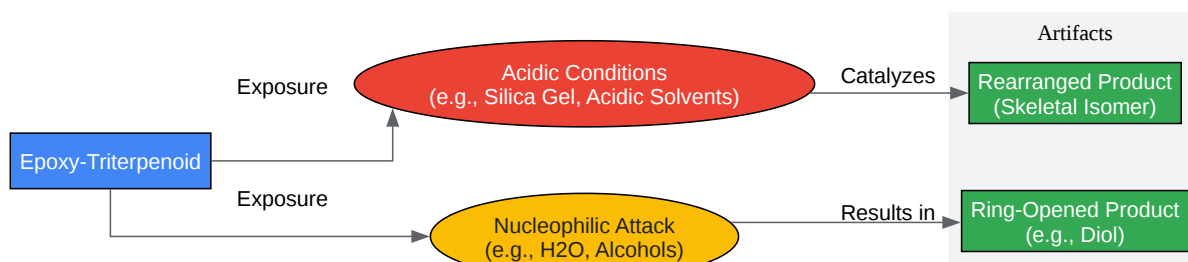 Artifacts
Exposure
Acidic Conditions
(e.g., Silica Gel, Acidic Solvents)
Catalyzes
Rearranged Product
(Skeletal Isomer)
Epoxy-Triterpenoid
Exposure
Nucleophilic Attack
(e.g., H2O, Alcohols)
Results in
Ring-Opened Product
(e.g., Diol)